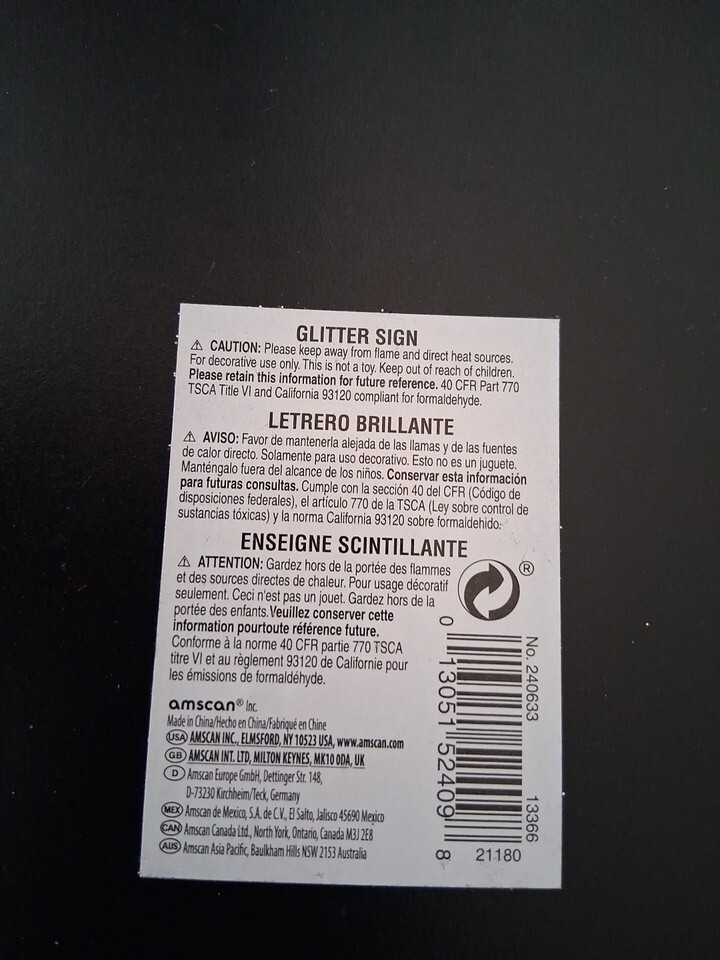 GLITTER SIGN
⚠ CAUTION: Please keep away from flame and direct heat sources.
For decorative use only. This is not a toy. Keep out of reach of children.
Please retain this information for future reference. 40 CFR Part 770
TSCA Title VI and California 93120 compliant for formaldehyde.
LETRERO BRILLANTE
⚠ AVISO: Favor de mantenerla alejada de las llamas y de las fuentes
de calor directo. Solamente para uso decorativo. Esto no es un juguete.
Manténgalo fuera del alcance de los niños. Conservar esta información
para futuras consultas. Cumple con la sección 40 del CFR (Código de
disposiciones federales), el artículo 770 de la TSCA (Ley sobre control de
sustancias tóxicas) y la norma California 93120 sobre formaldehido.
ENSEIGNE SCINTILLANTE
⚠ ATTENTION: Gardez hors de la portée des flammes
et des sources directes de chaleur. Pour usage décoratif
seulement. Ceci n'est pas un jouet. Gardez hors de la
portée des enfants. Veuillez conserver cette
information pourtoute référence future.
Conforme à la norme 40 CFR partie 770 TSCA
titre VI et au règlement 93120 de Californie pour
les émissions de formaldéhyde.
amscan® Inc.
Made in China/Hecho en China/Fabriqué en Chine
USA AMSCAN INC., ELMSFORD, NY 10523 USA, www.amscan.com
GB AMSCAN INT. LTD, MILTON KEYNES, MK10 0DA, UK
D Amscan Europe GmbH, Dettinger Str. 148,
D-73230 Kirchheim/Teck, Germany
MEX Amscan de Mexico, S.A. de C.V., El Salto, Jalisco 45690 Mexico
CAN Amscan Canada Ltd., North York, Ontario, Canada M3J 2E8
AUS Amscan Asia Pacific, Baulkham Hills NSW 2153 Australia
®
No. 240633 13366
0 13051 52409 8
21180